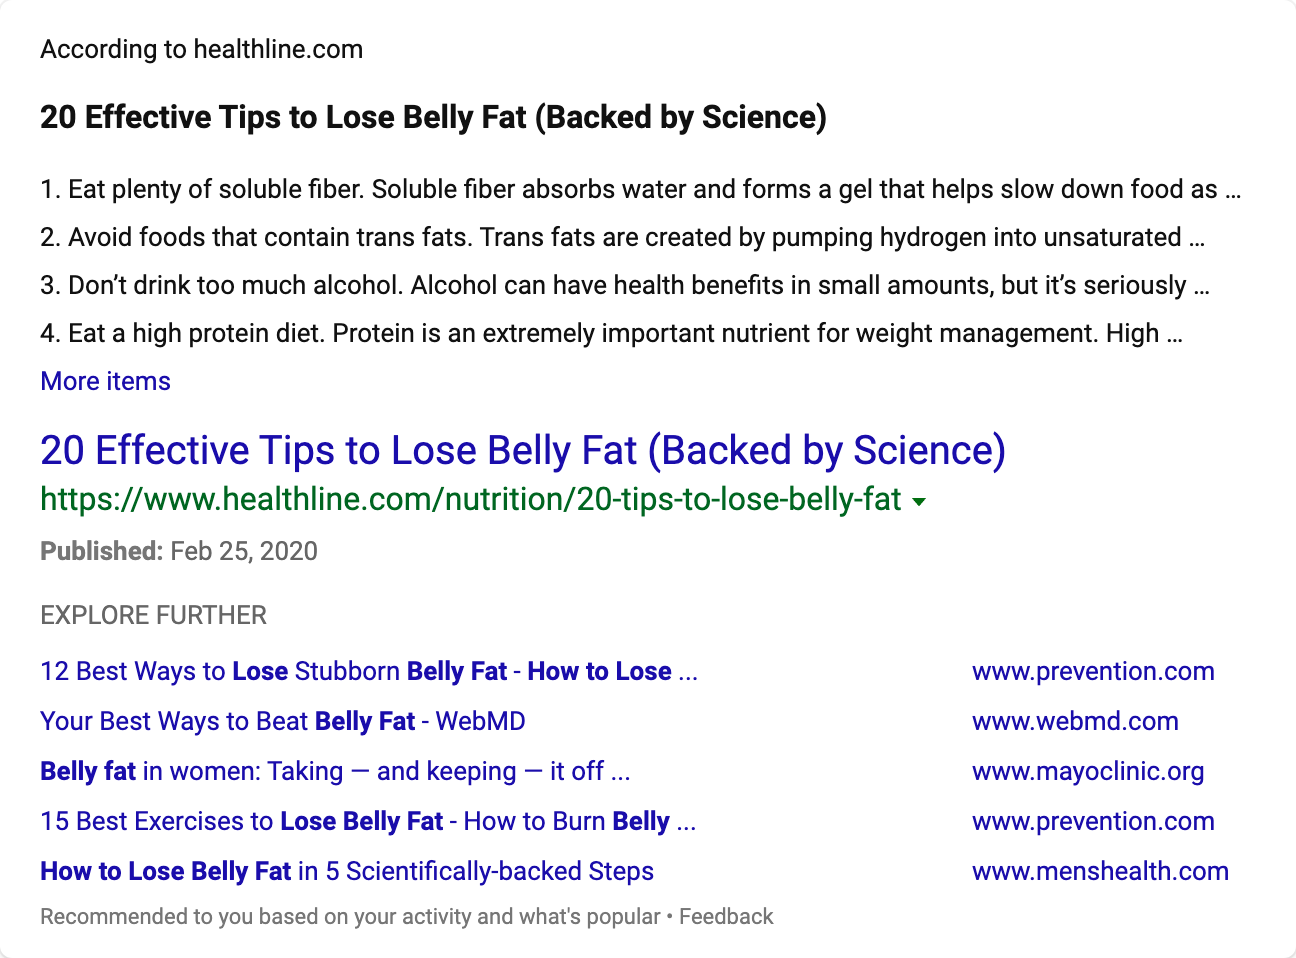 According to healthline.com
20 Effective Tips to Lose Belly Fat (Backed by Science)
1. Eat plenty of soluble fiber. Soluble fiber absorbs water and forms a gel that helps slow down food as ...
2. Avoid foods that contain trans fats. Trans fats are created by pumping hydrogen into unsaturated ...
3. Don’t drink too much alcohol. Alcohol can have health benefits in small amounts, but it’s seriously ...
4. Eat a high protein diet. Protein is an extremely important nutrient for weight management. High ...
More items
20 Effective Tips to Lose Belly Fat (Backed by Science)
https://www.healthline.com/nutrition/20-tips-to-lose-belly-fat
Published: Feb 25, 2020
EXPLORE FURTHER
12 Best Ways to Lose Stubborn Belly Fat - How to Lose ... www.prevention.com
Your Best Ways to Beat Belly Fat - WebMD www.webmd.com
Belly fat in women: Taking — and keeping — it off ... www.mayoclinic.org
15 Best Exercises to Lose Belly Fat - How to Burn Belly ... www.prevention.com
How to Lose Belly Fat in 5 Scientifically-backed Steps www.menshealth.com
Recommended to you based on your activity and what's popular • Feedback